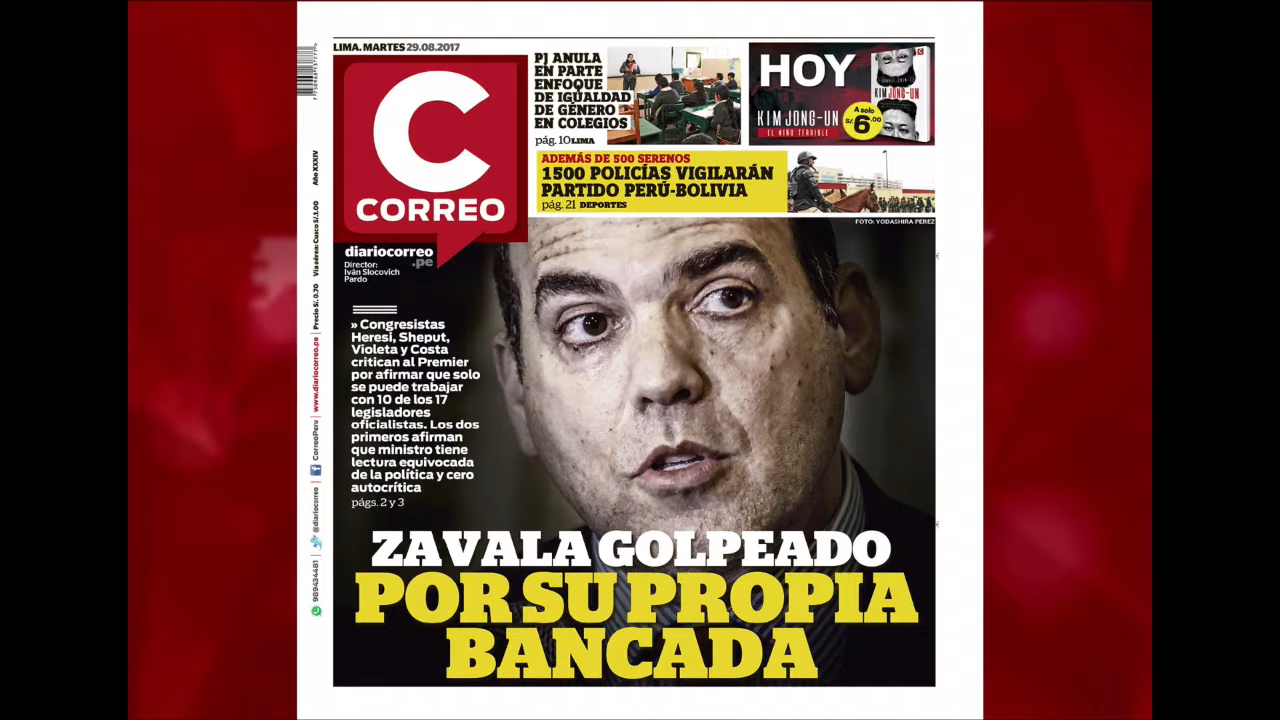 LIMA. MARTES 29.08.2017
C
CORREO
diariocorreo
.pe
Director:
Iván Slocovich
Pardo
PJ ANULA
EN PARTE
ENFOQUE
DE IGUALDAD
DE GÉNERO
EN COLEGIOS
pág. 10 LIMA
HOY
KIM JONG-UN
EL NIÑO TERRIBLE
A solo
S/. 6.00
KIM JONG-UN
ADEMÁS DE 500 SERENOS
1500 POLICÍAS VIGILARÁN
PARTIDO PERÚ-BOLIVIA
pág. 21 DEPORTES
FOTO: YODASHIRA PEREZ
» Congresistas
Heresi, Sheput,
Violeta y Costa
critican al Premier
por afirmar que solo
se puede trabajar
con 10 de los 17
legisladores
oficialistas. Los dos
primeros afirman
que ministro tiene
lectura equivocada
de la política y cero
autocrítica
págs. 2 y 3
ZAVALA GOLPEADO
POR SU PROPIA
BANCADA
989434481 | @diariocorreo | CorreoPeru | www.diariocorreo.pe | Precio S/. 0.70 Vía aérea: Cusco S/.1.00 Año XXXIV